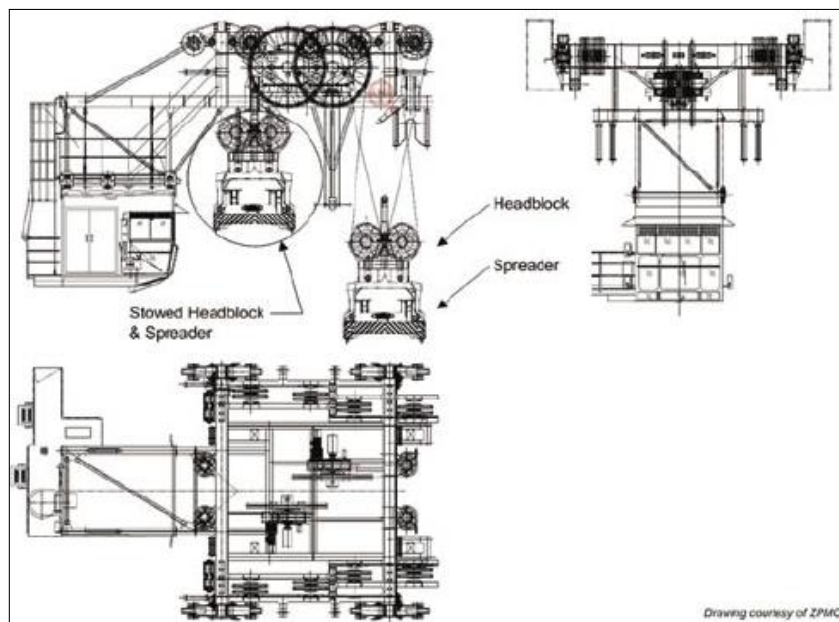 Headblock
Spreader
Stowed Headblock
& Spreader
Drawing courtesy of ZPMC